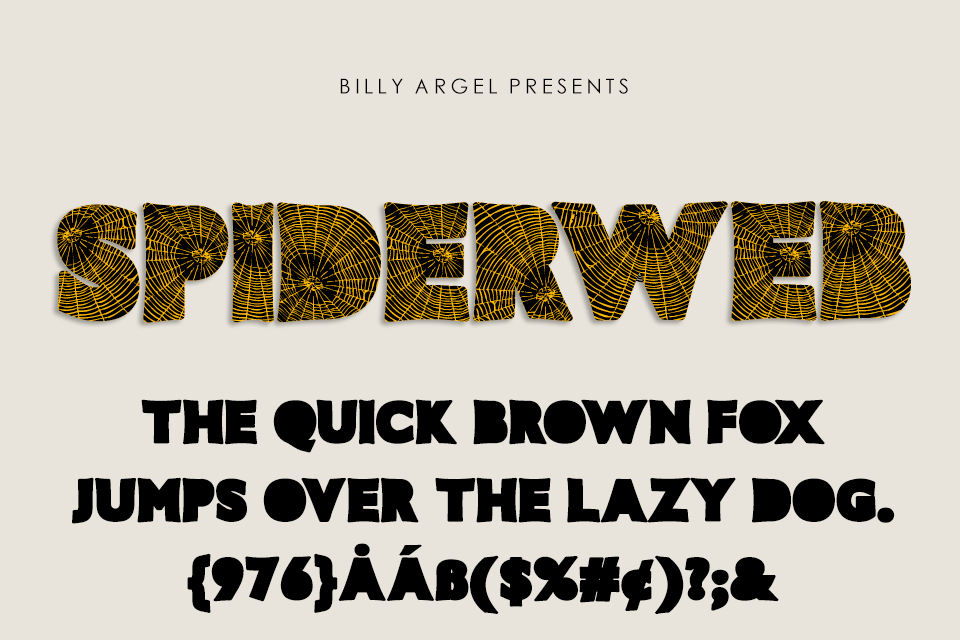 BILLY ARGEL PRESENTS
SPIDERWEB
THE QUICK BROWN FOX
JUMPS OVER THE LAZY DOG.
{976}ÅÁß($%#¢)?;&